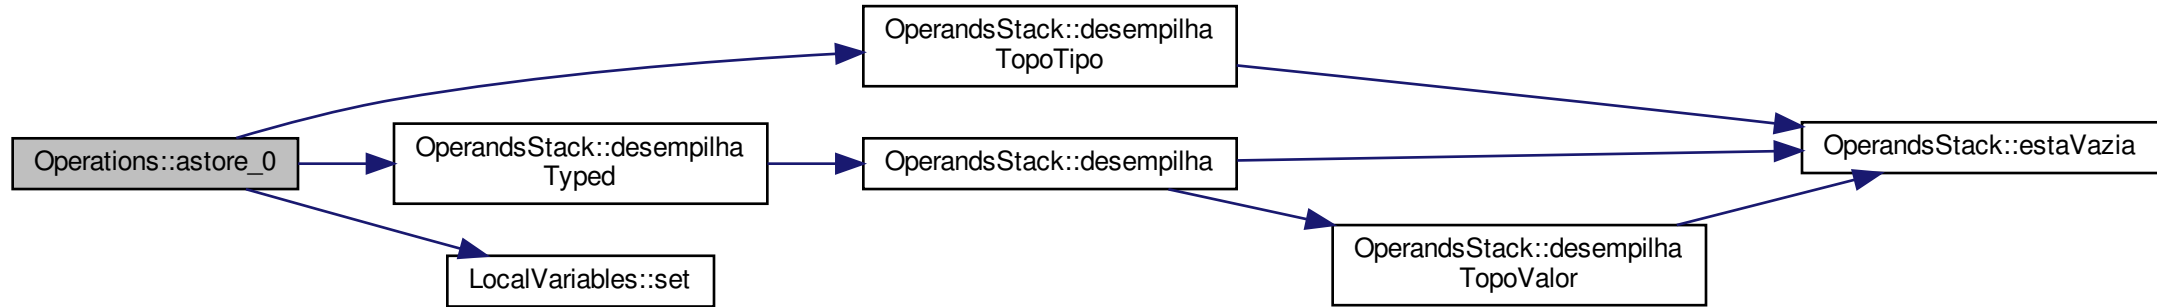 OperandsStack::desempilha
TopoTipo
Operations::astore_0
OperandsStack::desempilha
Typed
OperandsStack::desempilha
OperandsStack::estaVazia
LocalVariables::set
OperandsStack::desempilha
TopoValor